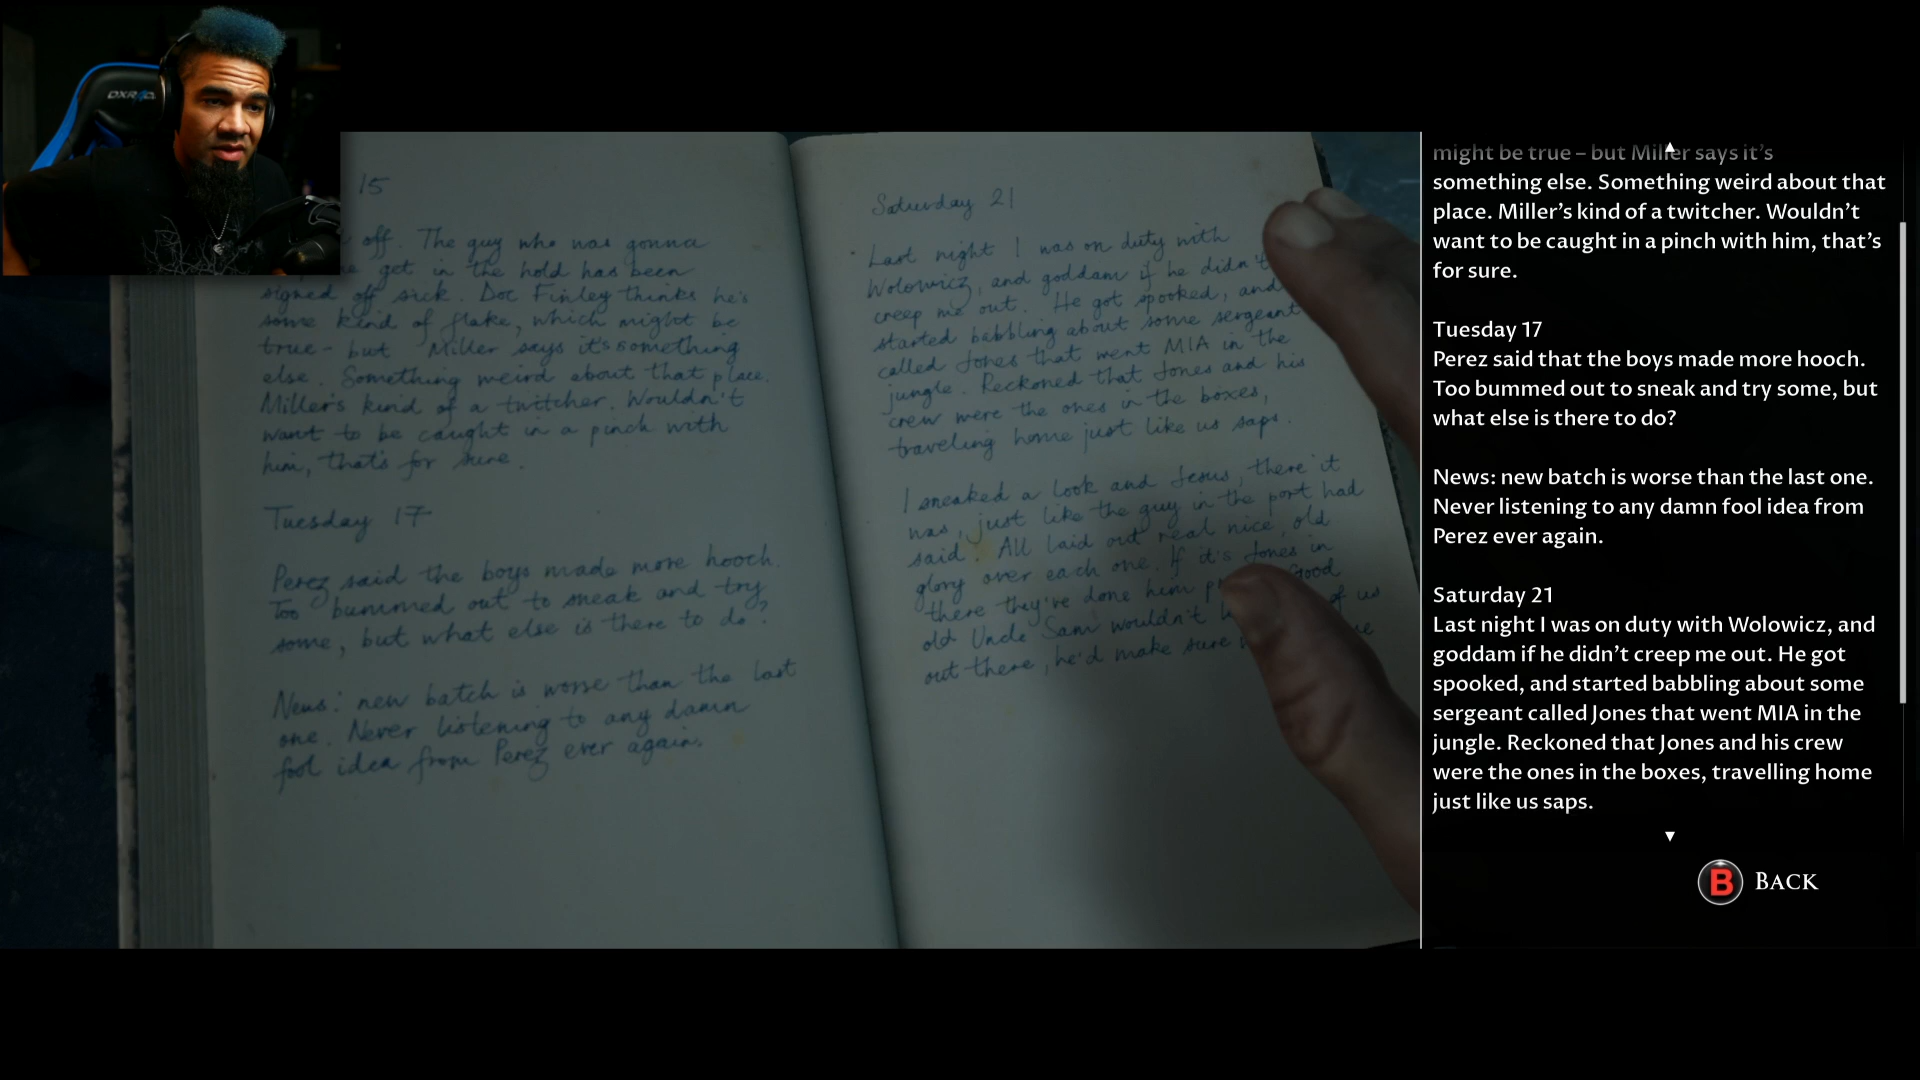 DXR
15
off. The guy who was gonna
get in the hold has been
signed off sick. Doc Finley thinks he's
some kind of flake, which might be
true - but Miller says it's something
else. Something weird about that place.
Miller's kind of a twitcher. Wouldn't
want to be caught in a pinch with
him, that's for sure.
Tuesday 17
Perez said the boys made more hooch.
Too bummed out to sneak and try
some, but what else is there to do?
News: new batch is worse than the last
one. Never listening to any damn
fool idea from Perez ever again.
Saturday 21
Last night I was on duty with
Wolowicz, and goddam if he didn't
creep me out. He got spooked, and
started babbling about some sergeant
called Jones that went MIA in the
jungle. Reckoned that Jones and his
crew were the ones in the boxes,
traveling home just like us saps.
I sneaked a look and Jesus, there it
was, just like the guy in the port had
said. All laid out real nice, old
glory over each one. If it's Jones in
there they've done him Good
old Uncle Sam wouldn't of us
out there, he'd make sure
might be true – but Miller says it's
something else. Something weird about that
place. Miller's kind of a twitcher. Wouldn't
want to be caught in a pinch with him, that's
for sure.
Tuesday 17
Perez said that the boys made more hooch.
Too bummed out to sneak and try some, but
what else is there to do?
News: new batch is worse than the last one.
Never listening to any damn fool idea from
Perez ever again.
Saturday 21
Last night I was on duty with Wolowicz, and
goddam if he didn't creep me out. He got
spooked, and started babbling about some
sergeant called Jones that went MIA in the
jungle. Reckoned that Jones and his crew
were the ones in the boxes, travelling home
just like us saps.
B BACK